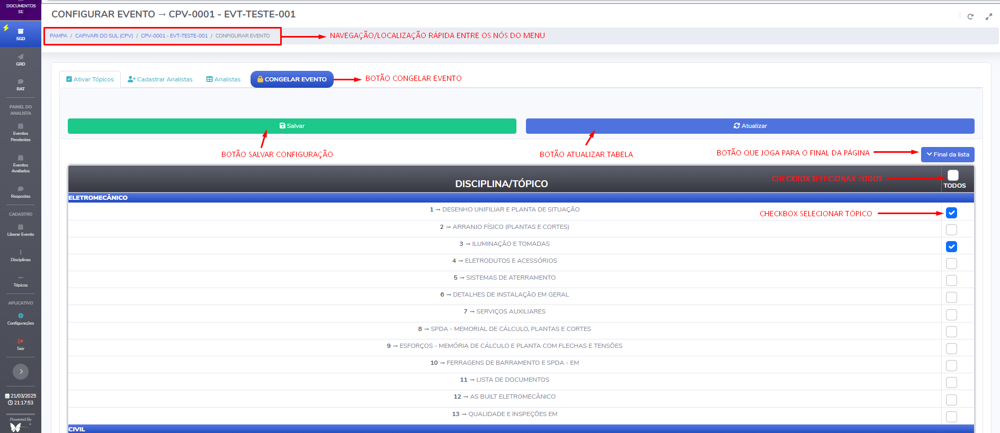 DOCUMENTOS
SE
SGD
GRD
RAT
PAINEL DO
ANALISTA
Eventos
Pendentes
Eventos
Avaliados
Respostas
CADASTRO
Liberar Evento
Disciplinas
Tópicos
APLICATIVO
Configurações
Sair
21/03/2025
21:17:53
Powered By
CONFIGURAR EVENTO → CPV-0001 - EVT-TESTE-001
PAMPA / CAPIVARI DO SUL (CPV) / CPV-0001 - EVT-TESTE-001 / CONFIGURAR EVENTO
NAVEGAÇÃO/LOCALIZAÇÃO RÁPIDA ENTRE OS NÓS DO MENU
Ativar Tópicos
Cadastrar Analistas
Analistas
CONGELAR EVENTO
BOTÃO CONGELAR EVENTO
Salvar
Atualizar
BOTÃO SALVAR CONFIGURAÇÃO
BOTÃO ATUALIZAR TABELA
BOTÃO QUE JOGA PARA O FINAL DA PÁGINA
Final da lista
DISCIPLINA/TÓPICO
CHECKBOX SELECIONAR TODOS
TODOS
ELETROMECÂNICO
1 → DESENHO UNIFILIAR E PLANTA DE SITUAÇÃO
CHECKBOX SELECIONAR TÓPICO
2 → ARRANJO FÍSICO (PLANTAS E CORTES)
3 → ILUMINAÇÃO E TOMADAS
4 → ELETRODUTOS E ACESSÓRIOS
5 → SISTEMAS DE ATERRAMENTO
6 → DETALHES DE INSTALAÇÃO EM GERAL
7 → SERVIÇOS AUXILIARES
8 → SPDA - MEMORIAL DE CÁLCULO, PLANTAS E CORTES
9 → ESFORÇOS - MEMÓRIA DE CÁLCULO E PLANTA COM FLECHAS E TENSÕES
10 → FERRAGENS DE BARRAMENTO E SPDA - EM
11 → LISTA DE DOCUMENTOS
12 → AS BUILT ELETROMECÂNICO
13 → QUALIDADE E INSPEÇÕES EM
CIVIL